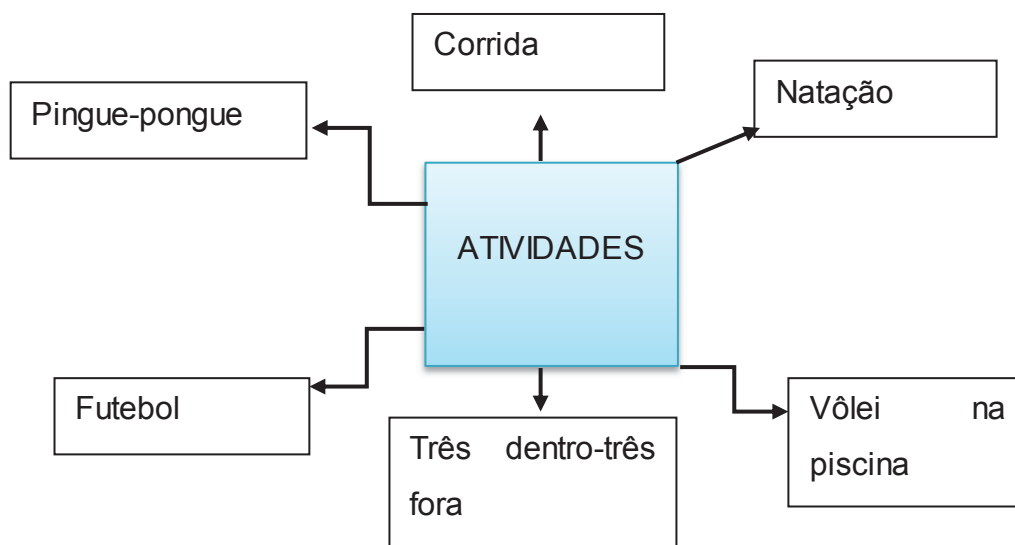 Corrida
Natação
Pingue-pongue
ATIVIDADES
Futebol
Vôlei na
piscina
Três dentro-três
fora